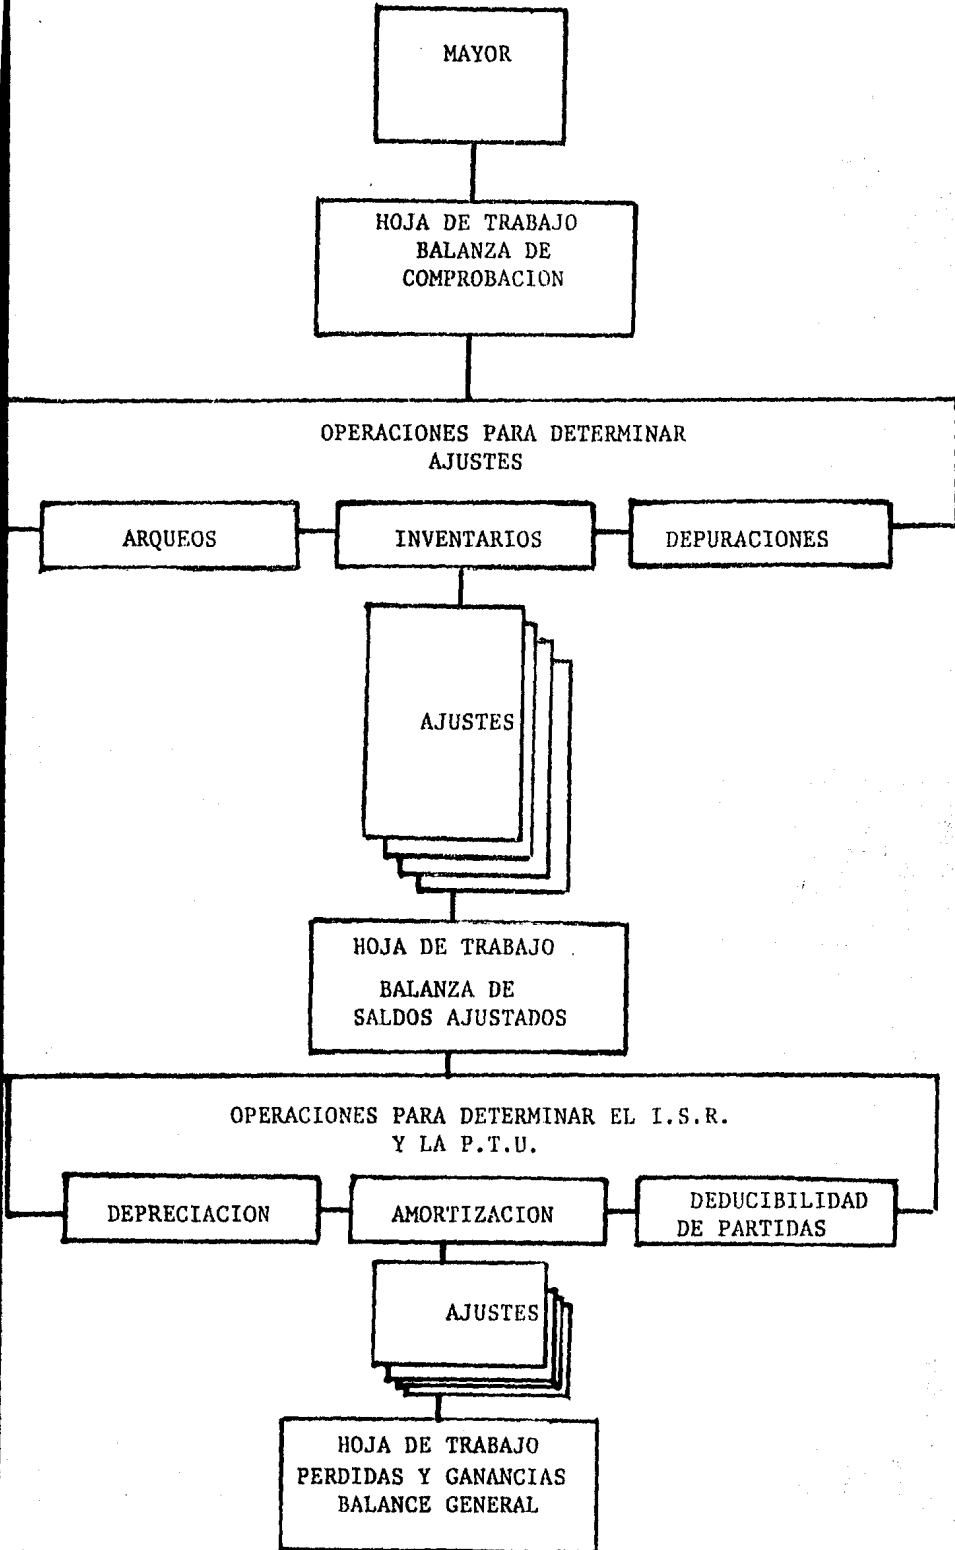 MAYOR
HOJA DE TRABAJO
BALANZA DE
COMPROBACION
OPERACIONES PARA DETERMINAR
AJUSTES
ARQUEOS
INVENTARIOS
DEPURACIONES
AJUSTES
HOJA DE TRABAJO
BALANZA DE
SALDOS AJUSTADOS
OPERACIONES PARA DETERMINAR EL I.S.R.
Y LA P.T.U.
DEPRECIACION
AMORTIZACION
DEDUCIBILIDAD
DE PARTIDAS
AJUSTES
HOJA DE TRABAJO
PERDIDAS Y GANANCIAS
BALANCE GENERAL